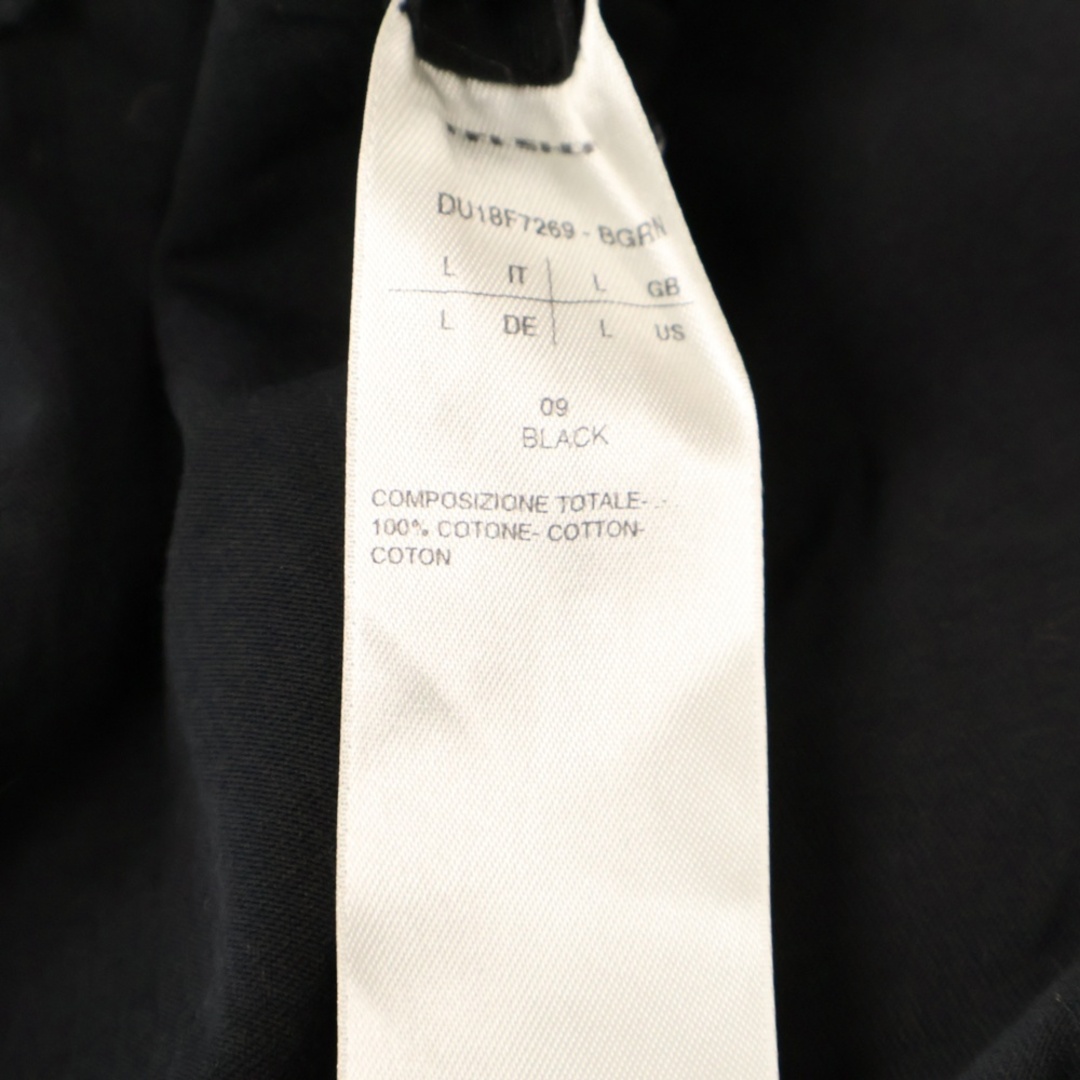 DU18F7269 - BGRN
L IT L GB
L DE L US
09
BLACK
COMPOSIZIONE TOTALE- -
100% COTONE- COTTON-
COTON